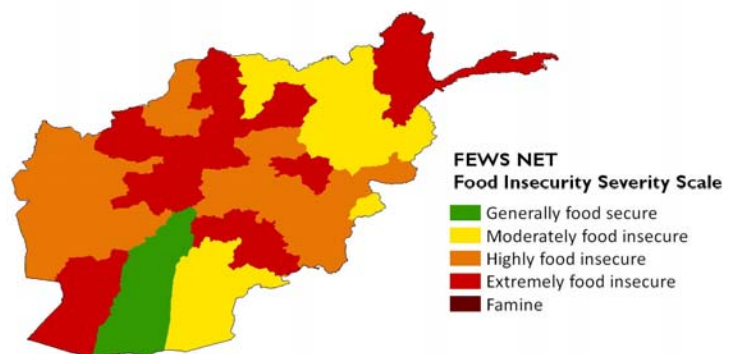 FEWS NET
Food Insecurity Severity Scale
Generally food secure
Moderately food insecure
Highly food insecure
Extremely food insecure
Famine